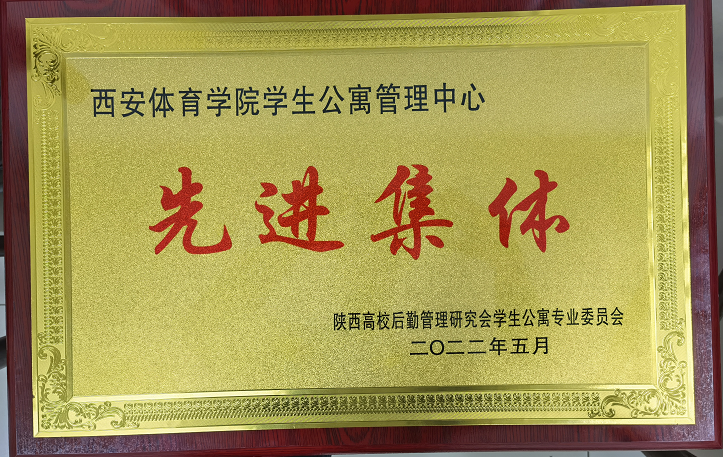 西安体育学院学生公寓管理中心
先进集体
陕西高校后勤管理研究会学生公寓专业委员会
二〇二二年五月